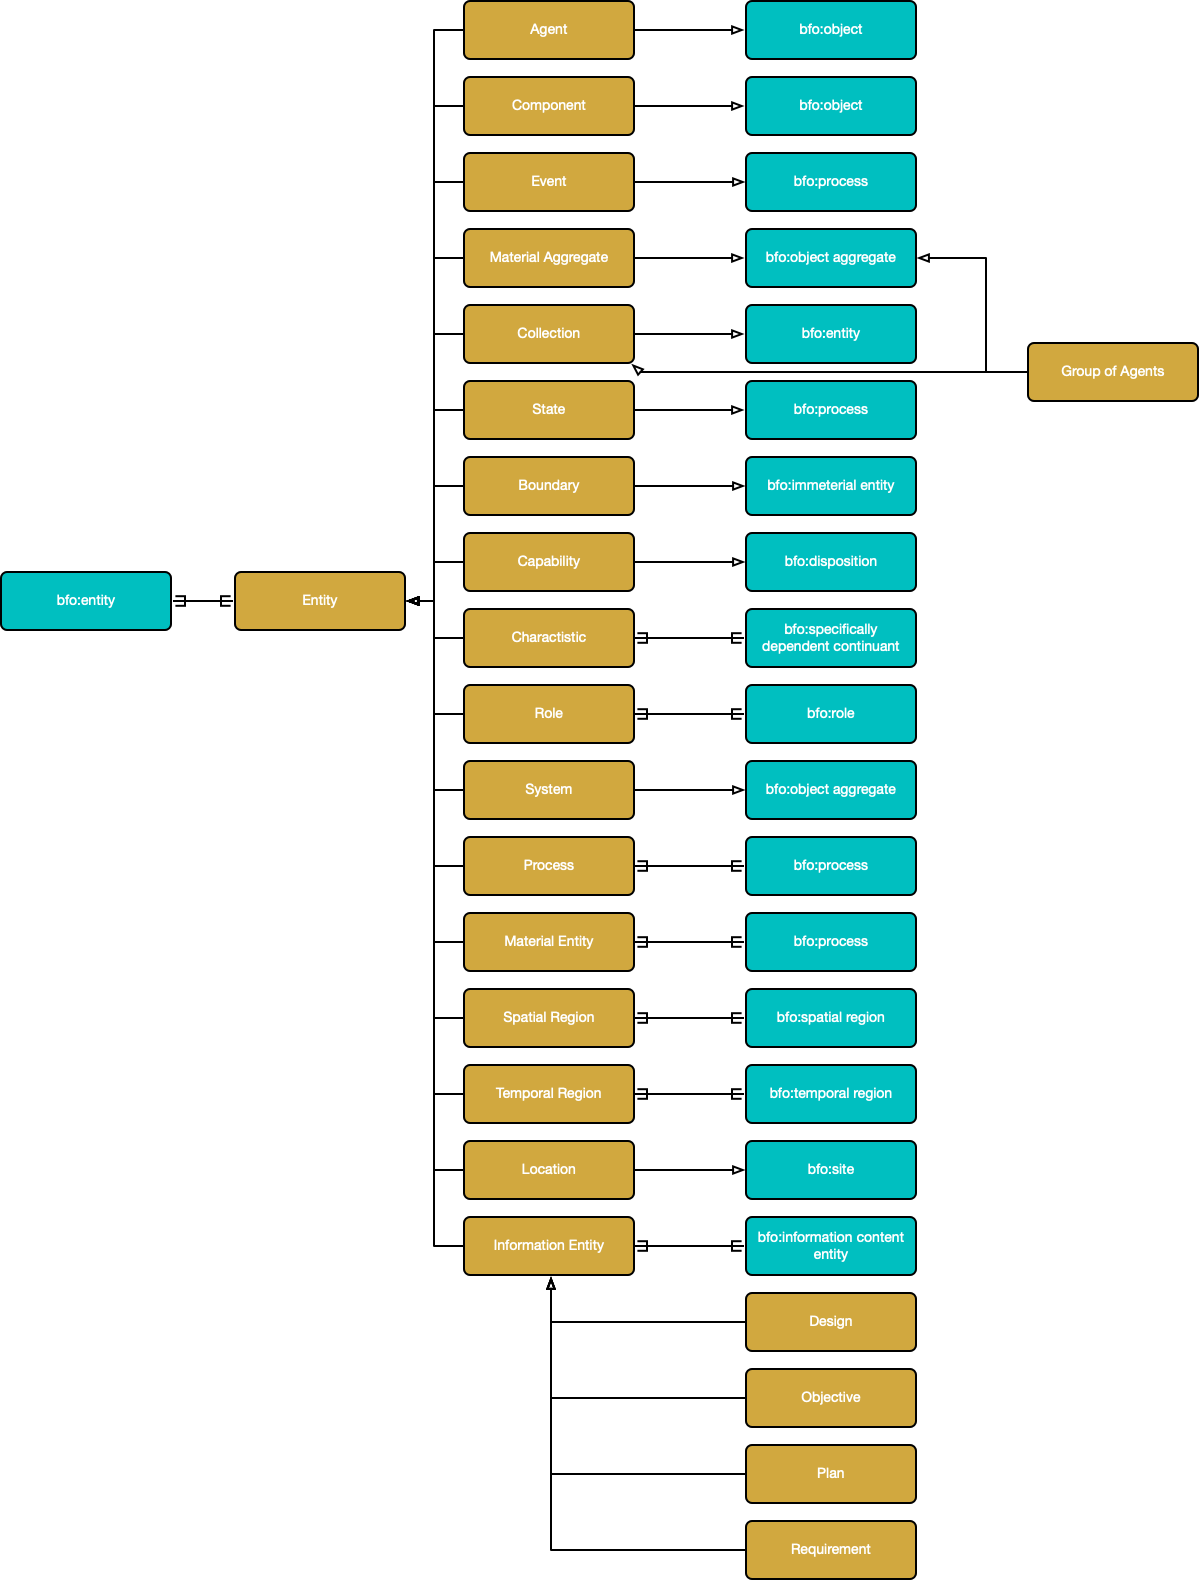 Agent
bfo:object
Component
bfo:object
Event
bfo:process
Material Aggregate
bfo:object aggregate
Collection
bfo:entity
Group of Agents
State
bfo:process
Boundary
bfo:immeterial entity
Capability
bfo:disposition
bfo:entity
Entity
Charactistic
bfo:specifically
dependent continuant
Role
bfo:role
System
bfo:object aggregate
Process
bfo:process
Material Entity
bfo:process
Spatial Region
bfo:spatial region
Temporal Region
bfo:temporal region
Location
bfo:site
Information Entity
bfo:information content
entity
Design
Objective
Plan
Requirement